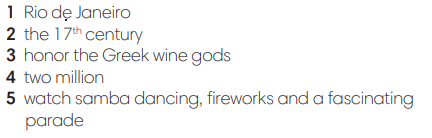 1 Rio dẹ Janeiro
2 the 17th century
3 honor the Greek wine gods
4 two million
5 watch samba dancing, fireworks and a fascinating
parade